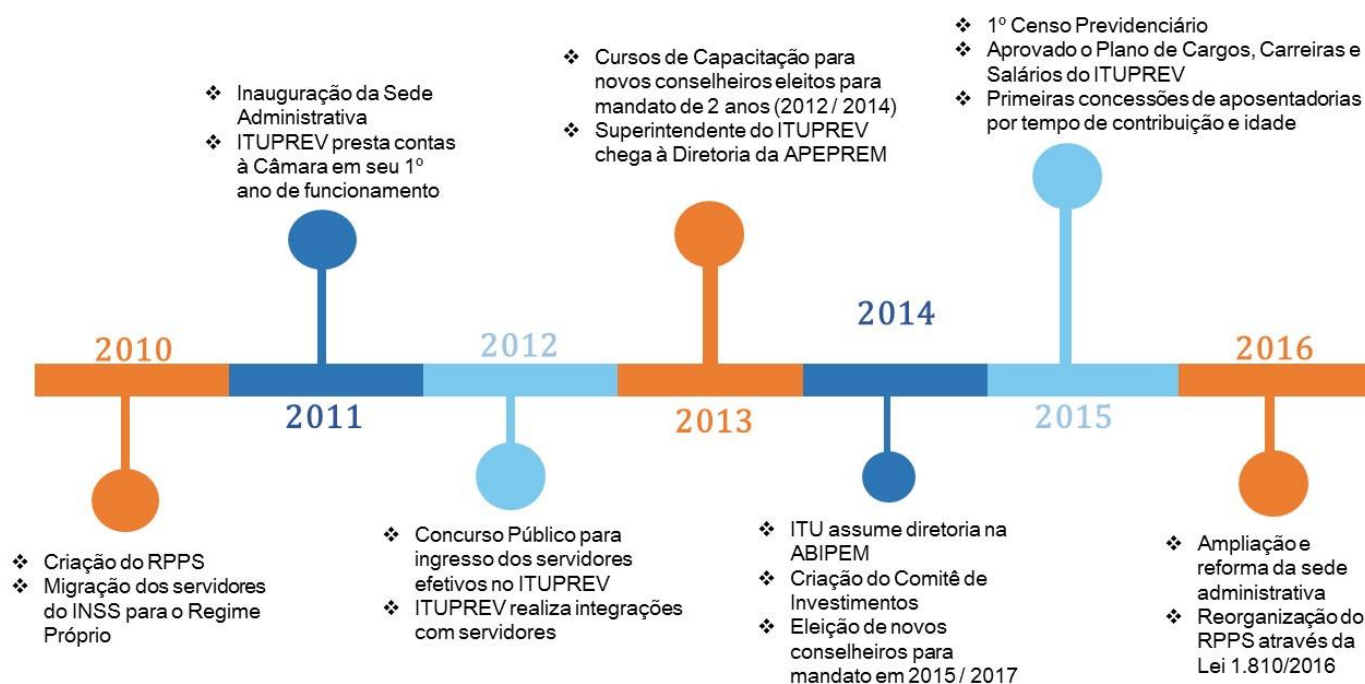 2010
❖ Criação do RPPS
❖ Migração dos servidores
do INSS para o Regime
Próprio
❖ Inauguração da Sede
Administrativa
❖ ITUPREV presta contas
à Câmara em seu 1º
ano de funcionamento
2011
2012
❖ Concurso Público para
ingresso dos servidores
efetivos no ITUPREV
❖ ITUPREV realiza integrações
com servidores
❖ Cursos de Capacitação para
novos conselheiros eleitos para
mandato de 2 anos (2012 / 2014)
❖ Superintendente do ITUPREV
chega à Diretoria da APEPREM
2013
2014
❖ ITU assume diretoria na
ABIPEM
❖ Criação do Comitê de
Investimentos
❖ Eleição de novos
conselheiros para
mandato em 2015 / 2017
❖ 1º Censo Previdenciário
❖ Aprovado o Plano de Cargos, Carreiras e
Salários do ITUPREV
❖ Primeiras concessões de aposentadorias
por tempo de contribuição e idade
2015
2016
❖ Ampliação e
reforma da sede
administrativa
❖ Reorganização do
RPPS através da
Lei 1.810/2016